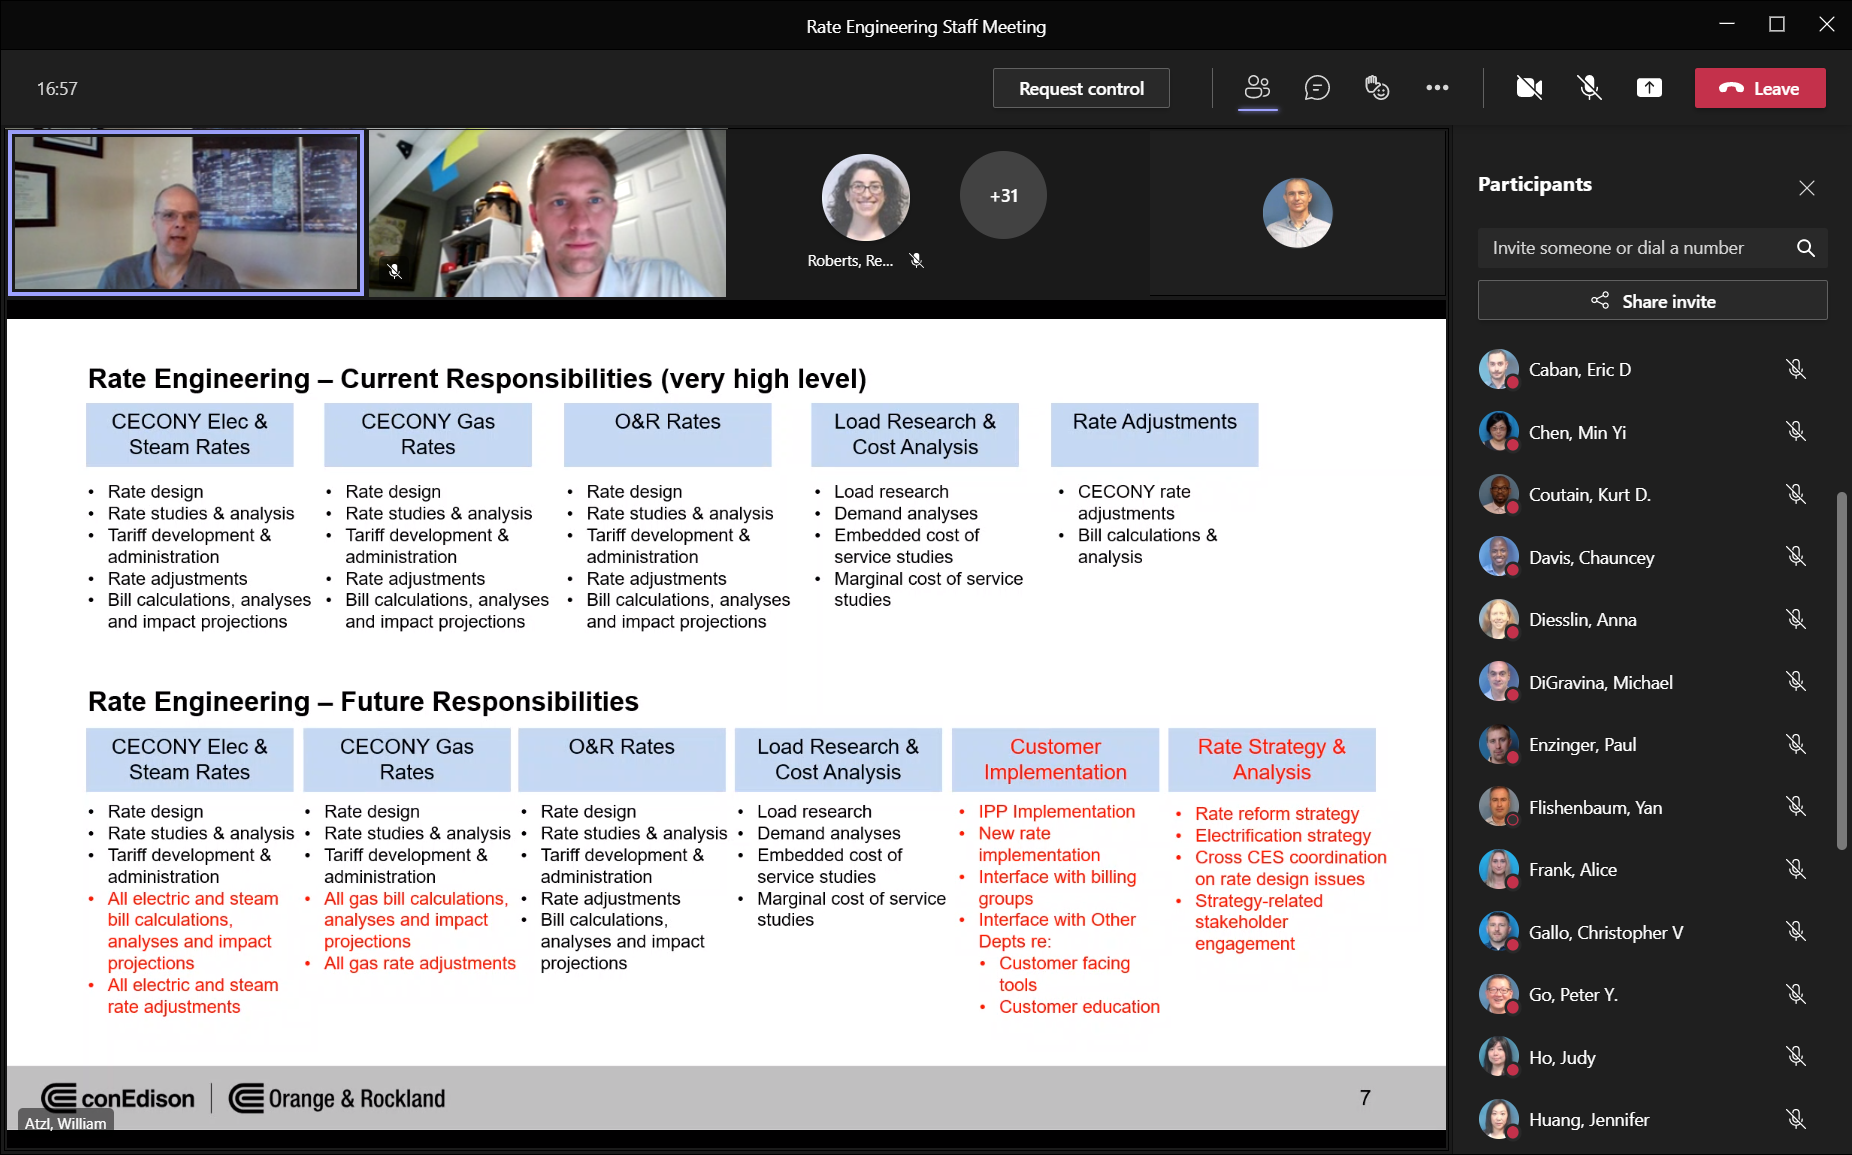 Rate Engineering Staff Meeting
16:57
Request control
Leave
Roberts, Re...
+31
Participants
Invite someone or dial a number
Share invite
Caban, Eric D
Chen, Min Yi
Coutain, Kurt D.
Davis, Chauncey
Diesslin, Anna
DiGravina, Michael
Enzinger, Paul
Flishenbaum, Yan
Frank, Alice
Gallo, Christopher V
Go, Peter Y.
Ho, Judy
Huang, Jennifer
Rate Engineering – Current Responsibilities (very high level)
CECONY Elec &
Steam Rates
• Rate design
• Rate studies & analysis
• Tariff development &
administration
• Rate adjustments
• Bill calculations, analyses
and impact projections
CECONY Gas
Rates
• Rate design
• Rate studies & analysis
• Tariff development &
administration
• Rate adjustments
• Bill calculations, analyses
and impact projections
O&R Rates
• Rate design
• Rate studies & analysis
• Tariff development &
administration
• Rate adjustments
• Bill calculations, analyses
and impact projections
Load Research &
Cost Analysis
• Load research
• Demand analyses
• Embedded cost of
service studies
• Marginal cost of service
studies
Rate Adjustments
• CECONY rate
adjustments
• Bill calculations &
analysis
Rate Engineering – Future Responsibilities
CECONY Elec &
Steam Rates
• Rate design
• Rate studies & analysis
• Tariff development &
administration
• All electric and steam
bill calculations,
analyses and impact
projections
• All electric and steam
rate adjustments
CECONY Gas
Rates
• Rate design
• Rate studies & analysis
• Tariff development &
administration
• All gas bill calculations,
analyses and impact
projections
• All gas rate adjustments
O&R Rates
• Rate design
• Rate studies & analysis
• Tariff development &
administration
• Rate adjustments
• Bill calculations,
analyses and impact
projections
Load Research &
Cost Analysis
• Load research
• Demand analyses
• Embedded cost of
service studies
• Marginal cost of service
studies
Customer
Implementation
• IPP Implementation
• New rate
implementation
• Interface with billing
groups
• Interface with Other
Depts re:
• Customer facing
tools
• Customer education
Rate Strategy &
Analysis
• Rate reform strategy
• Electrification strategy
• Cross CES coordination
on rate design issues
• Strategy-related
stakeholder
engagement
conEdison
Orange & Rockland
7
Atzl, William